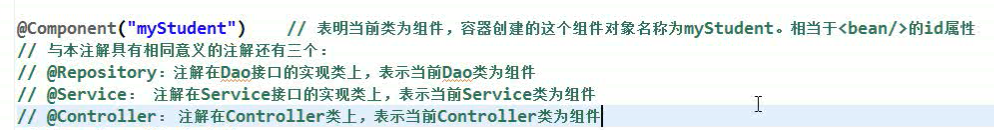 @Component("myStudent")    // 表明当前类为组件，容器创建的这个组件对象名称为myStudent。相当于<bean/>的id属性
// 与本注解具有相同意义的注解还有三个：
// @Repository：注解在Dao接口的实现类上，表示当前Dao类为组件
// @Service： 注解在Service接口的实现类上，表示当前Service类为组件
// @Controller：注解在Controller类上，表示当前Controller类为组件